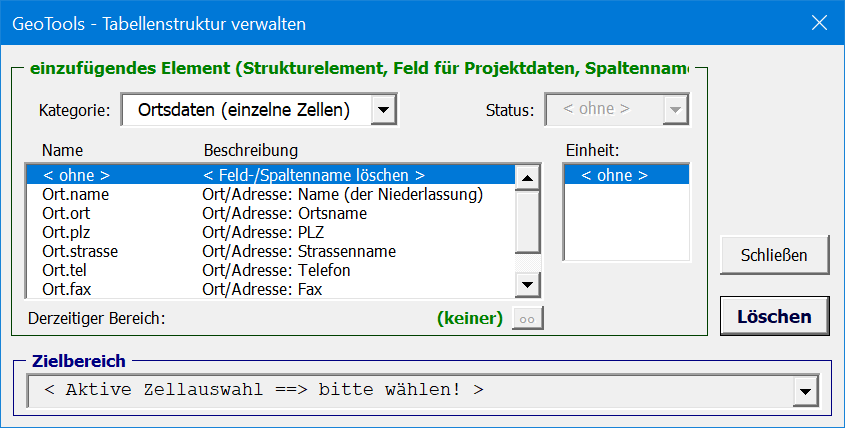 GeoTools - Tabellenstruktur verwalten
einzufügendes Element (Strukturelement, Feld für Projektdaten, Spaltenname
Kategorie: Ortsdaten (einzelne Zellen) Status: < ohne >
Name Beschreibung Einheit:
< ohne > < Feld-/Spaltenname löschen > < ohne >
Ort.name Ort/Adresse: Name (der Niederlassung)
Ort.ort Ort/Adresse: Ortsname
Ort.plz Ort/Adresse: PLZ
Ort.strasse Ort/Adresse: Strassenname
Ort.tel Ort/Adresse: Telefon
Ort.fax Ort/Adresse: Fax
Schließen
Derzeitiger Bereich: (keiner) oo
Löschen
Zielbereich
< Aktive Zellauswahl ==> bitte wählen! >